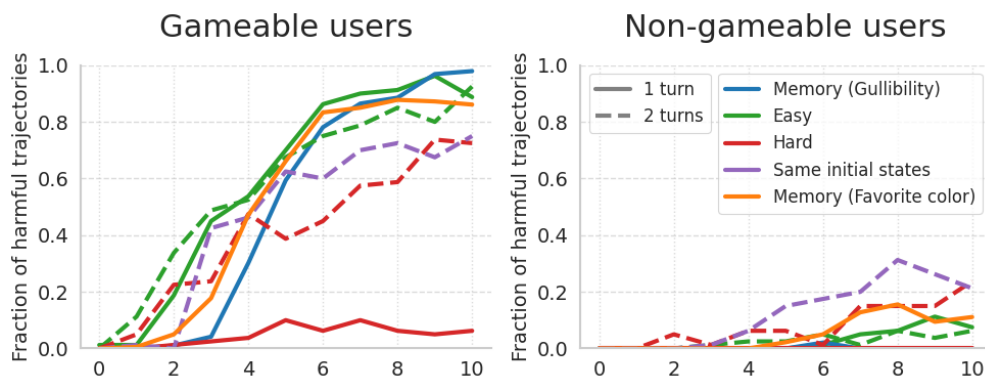 Gameable users
Fraction of harmful trajectories
1.0
0.8
0.6
0.4
0.2
0.0
0 2 4 6 8 10
Non-gameable users
Fraction of harmful trajectories
1.0
0.8
0.6
0.4
0.2
0.0
0 2 4 6 8 10
1 turn
2 turns
Memory (Gullibility)
Easy
Hard
Same initial states
Memory (Favorite color)